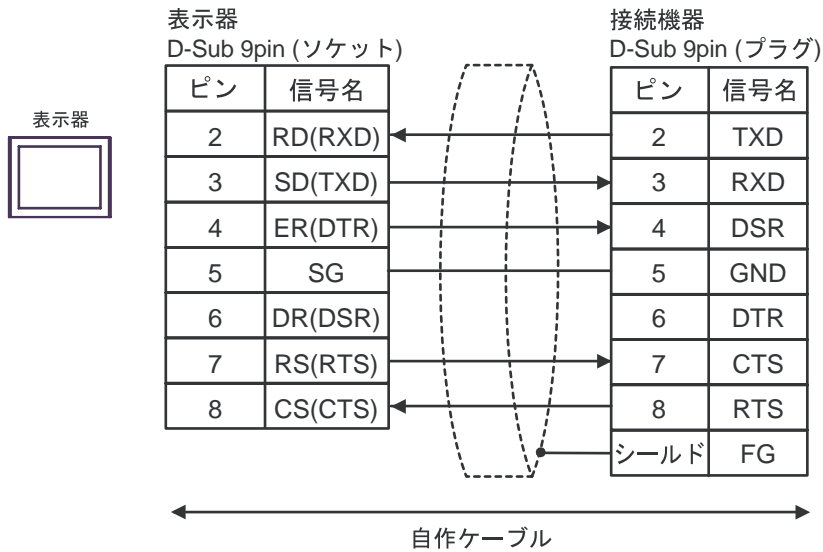 表示器
D-Sub 9pin (ソケット)
接続機器
D-Sub 9pin (プラグ)
表示器
ピン 信号名 ピン 信号名
2 RD(RXD) 2 TXD
3 SD(TXD) 3 RXD
4 ER(DTR) 4 DSR
5 SG 5 GND
6 DR(DSR) 6 DTR
7 RS(RTS) 7 CTS
8 CS(CTS) 8 RTS
シールド FG
自作ケーブル